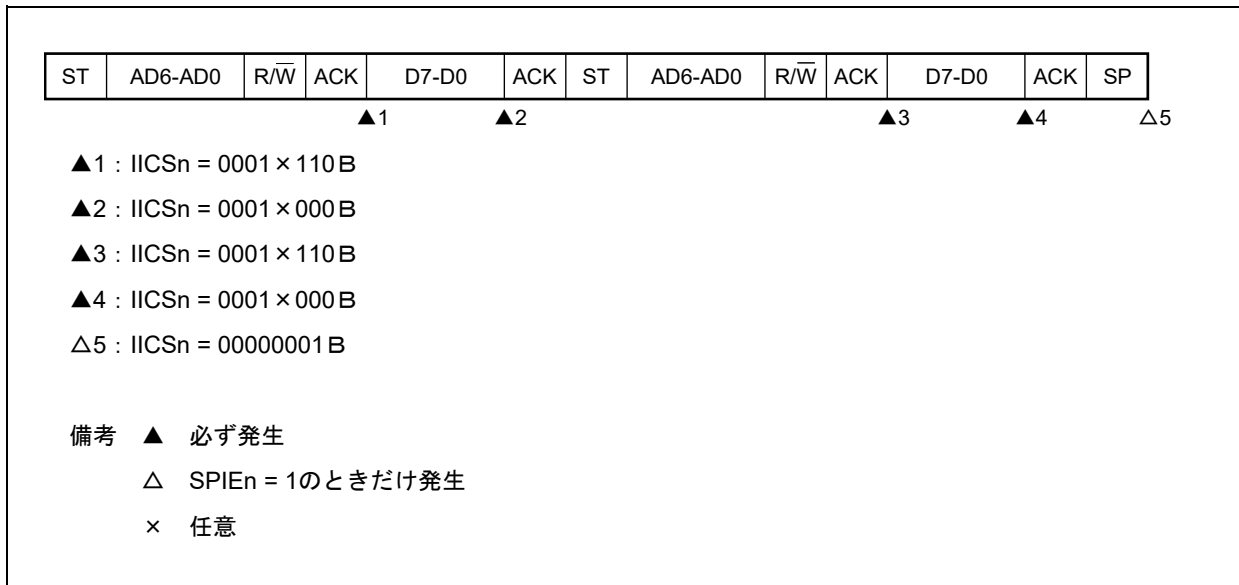 ST AD6-AD0 R/W̅ ACK D7-D0 ACK ST AD6-AD0 R/W̅ ACK D7-D0 ACK SP
▲1 ▲2 ▲3 ▲4 △5
▲1：IICSn = 0001×110B
▲2：IICSn = 0001×000B
▲3：IICSn = 0001×110B
▲4：IICSn = 0001×000B
△5：IICSn = 00000001B
備考 ▲ 必ず発生
△ SPIEn = 1のときだけ発生
× 任意